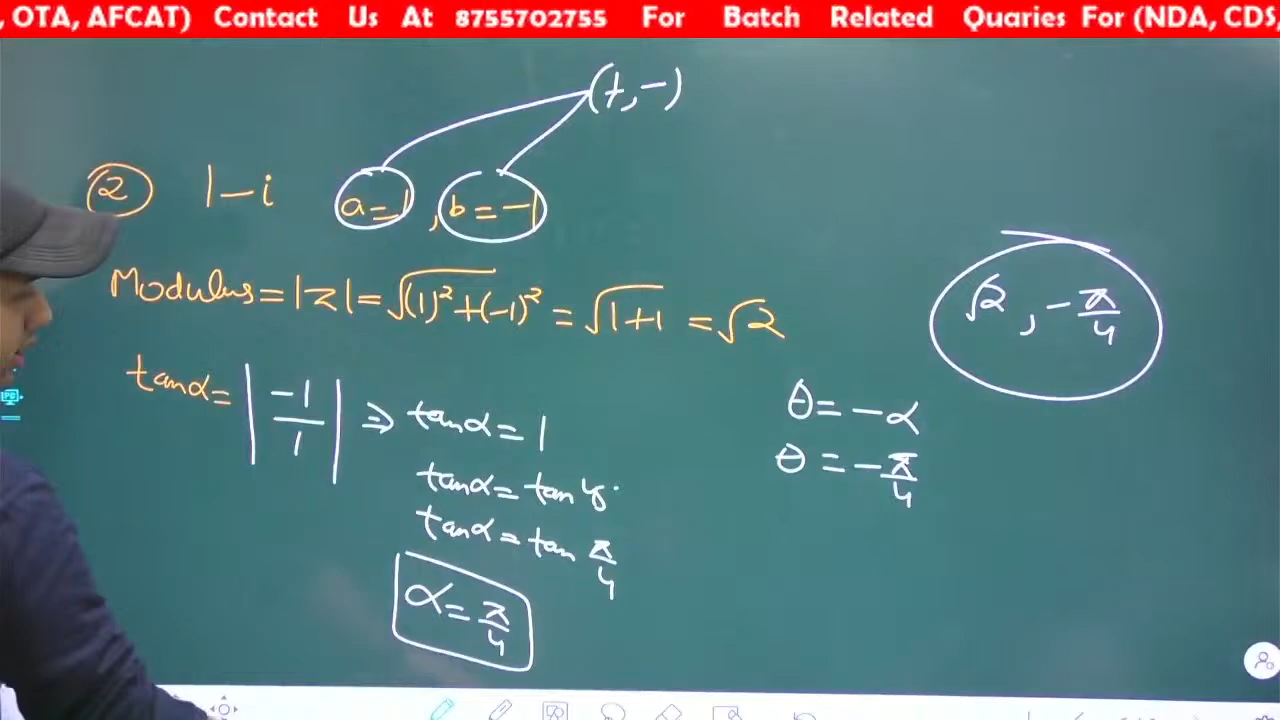 , OTA, AFCAT) Contact Us At 8755702755 For Batch Related Quaries For (NDA, CDS,
(+,-)
② 1-i a=1 , b=-1
Modulus = |z| = √(1)²+(-1)² = √1+1 = √2
√2 , -π/4
tanα = |-1/1| ⇒ tanα = 1
θ = -α
tanα = tan 45°
θ = -π/4
tanα = tan π/4
α = π/4